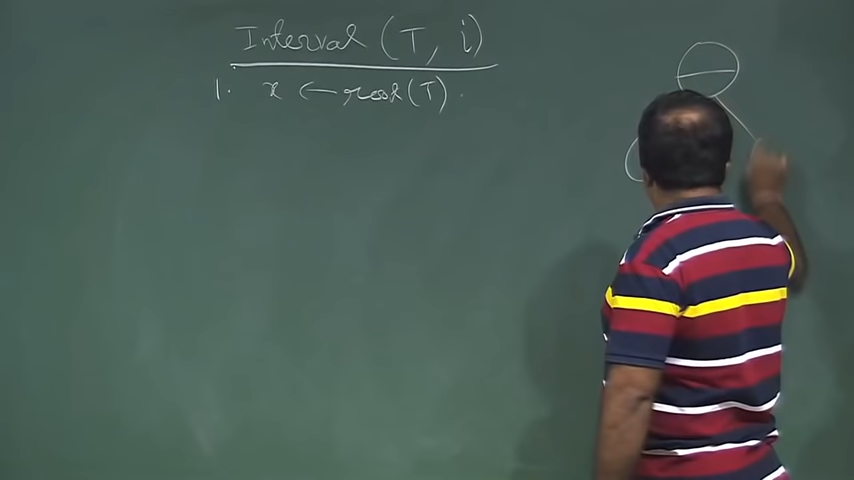 Interval (T, i)
1. x ← root(T).